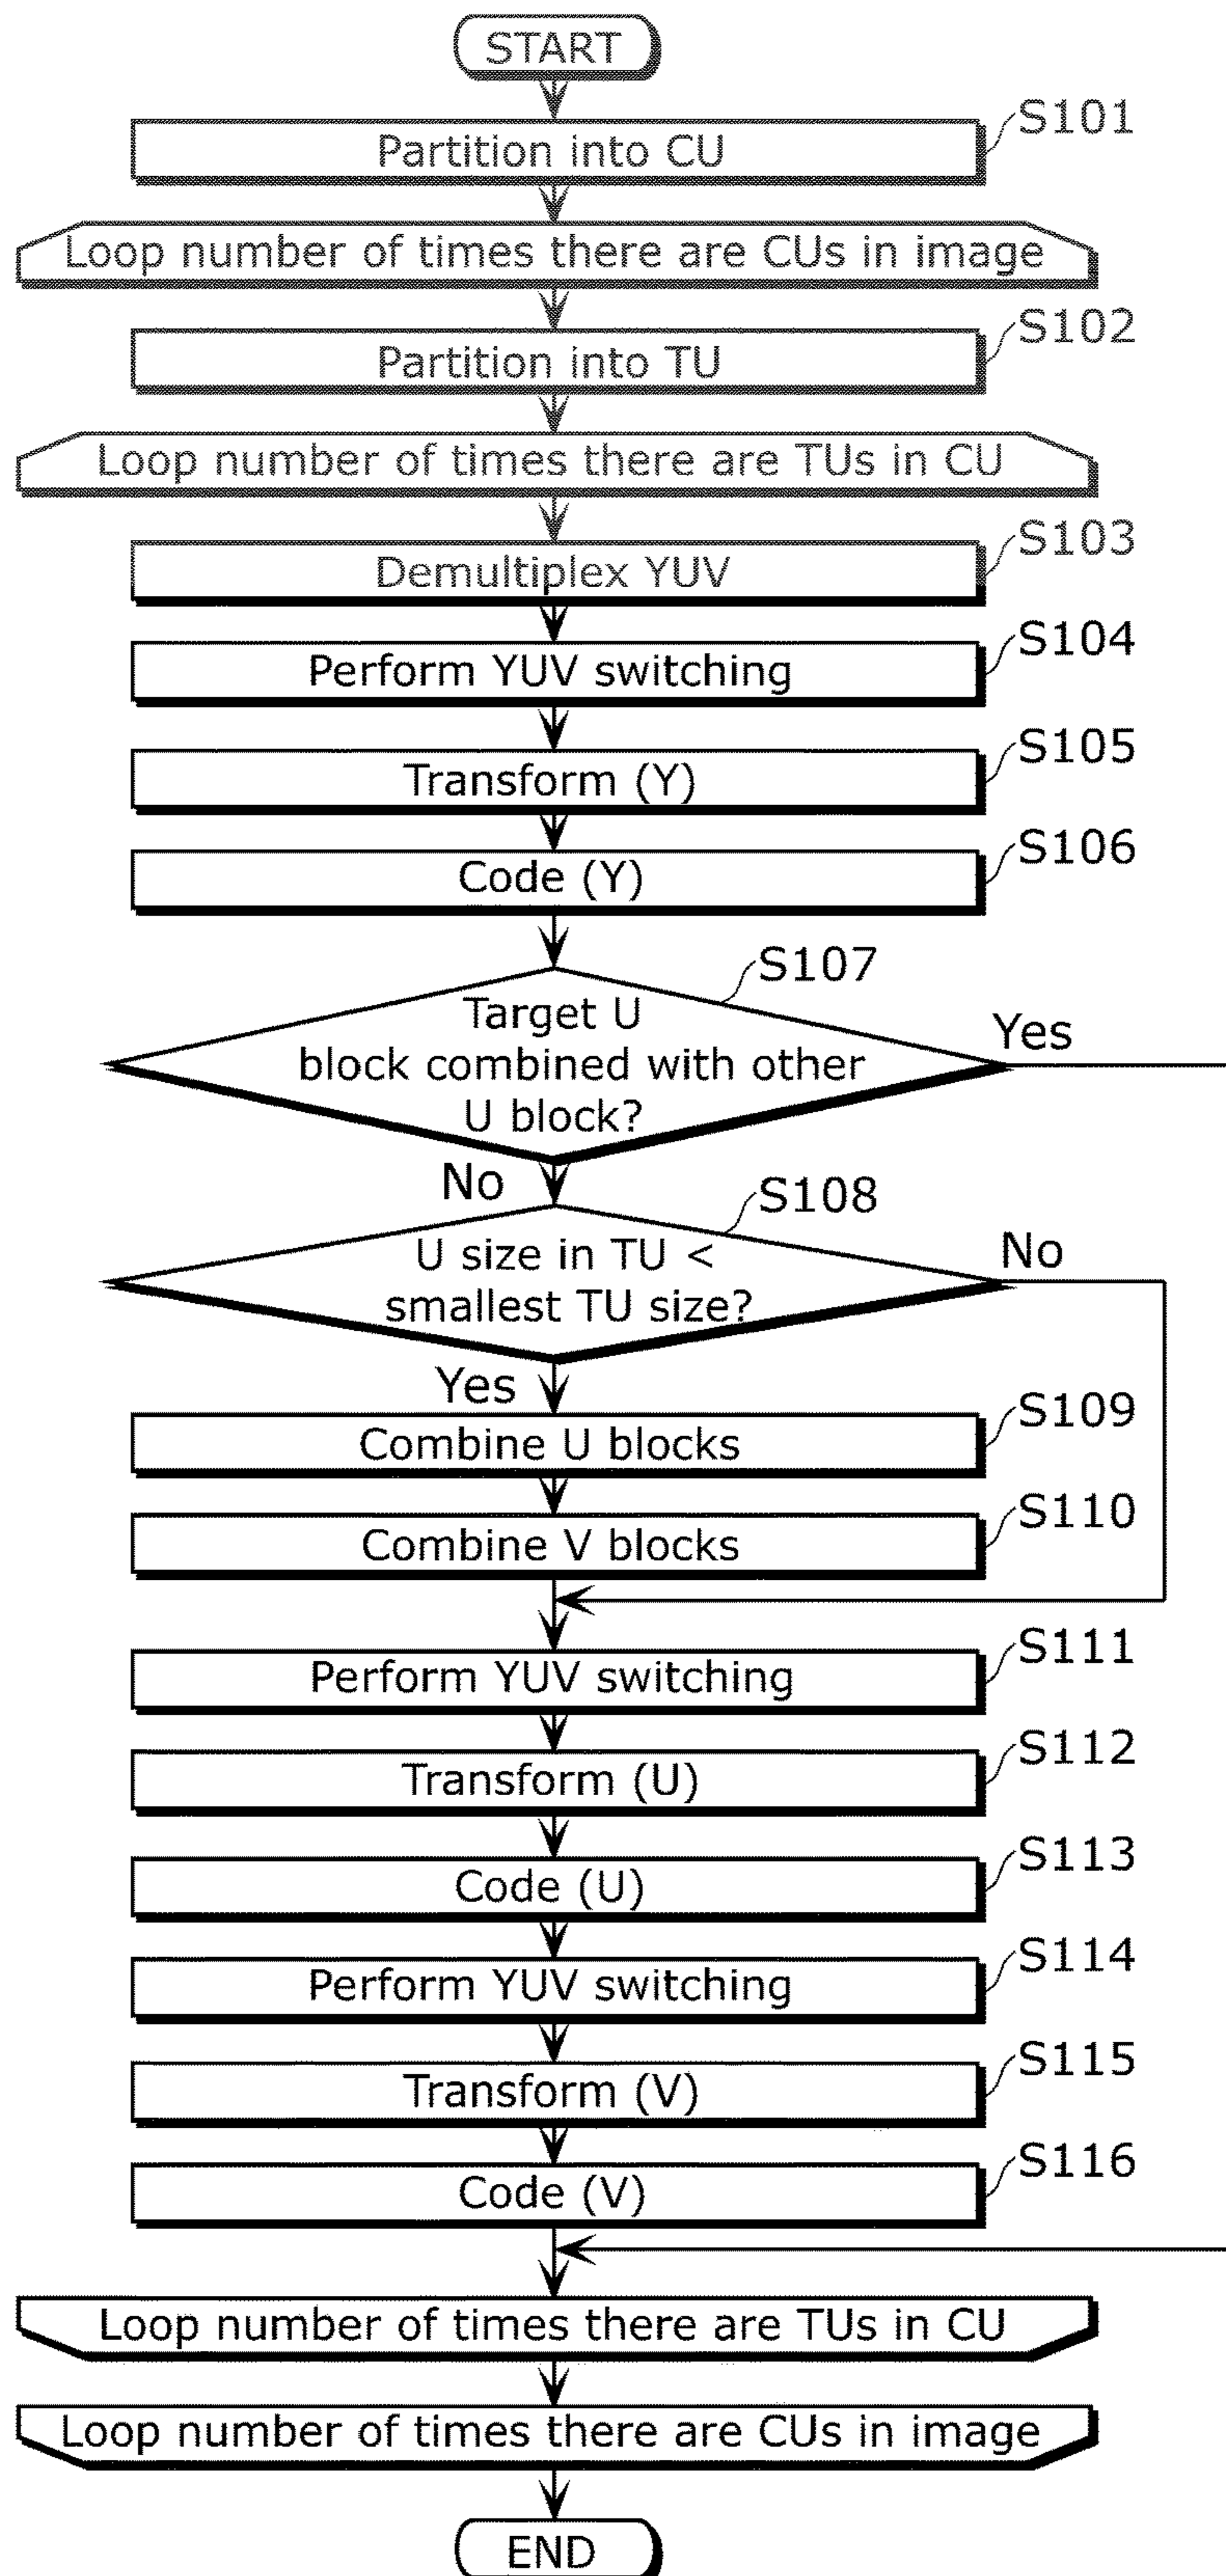 START
S101
Partition into CU
Loop number of times there are CUs in image
S102
Partition into TU
Loop number of times there are TUs in CU
S103
Demultiplex YUV
S104
Perform YUV switching
S105
Transform (Y)
S106
Code (Y)
S107
Target U
block combined with other
U block?
Yes
No
S108
U size in TU <
smallest TU size?
No
Yes
S109
Combine U blocks
S110
Combine V blocks
S111
Perform YUV switching
S112
Transform (U)
S113
Code (U)
S114
Perform YUV switching
S115
Transform (V)
S116
Code (V)
Loop number of times there are TUs in CU
Loop number of times there are CUs in image
END